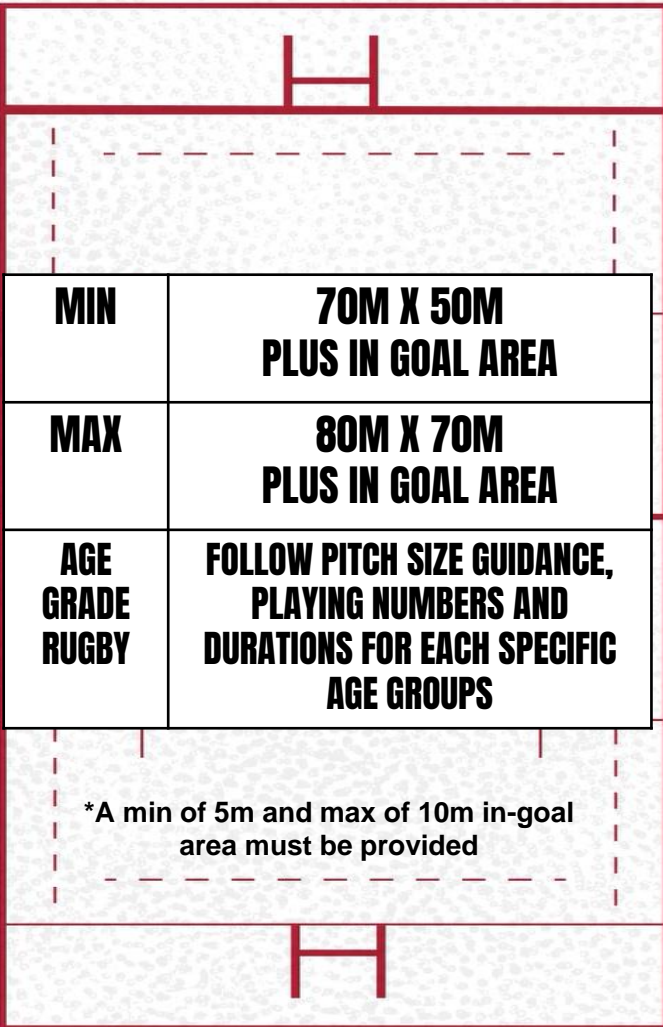 MIN
70M X 50M
PLUS IN GOAL AREA
MAX
80M X 70M
PLUS IN GOAL AREA
AGE
GRADE
RUGBY
FOLLOW PITCH SIZE GUIDANCE,
PLAYING NUMBERS AND
DURATIONS FOR EACH SPECIFIC
AGE GROUPS
*A min of 5m and max of 10m in-goal
area must be provided